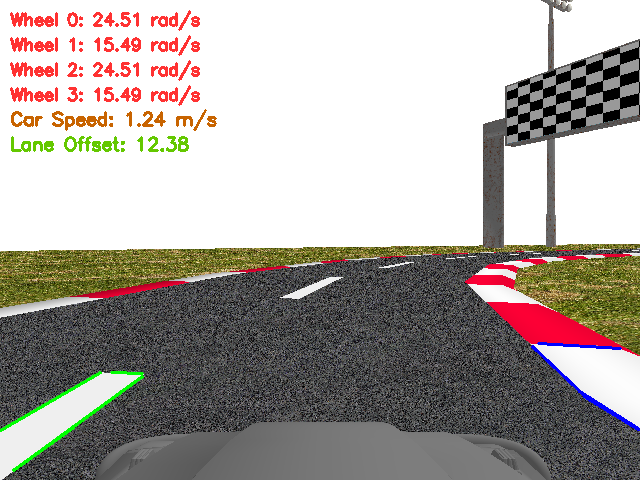 Wheel 0: 24.51 rad/s
Wheel 1: 15.49 rad/s
Wheel 2: 24.51 rad/s
Wheel 3: 15.49 rad/s
Car Speed: 1.24 m/s
Lane Offset: 12.38